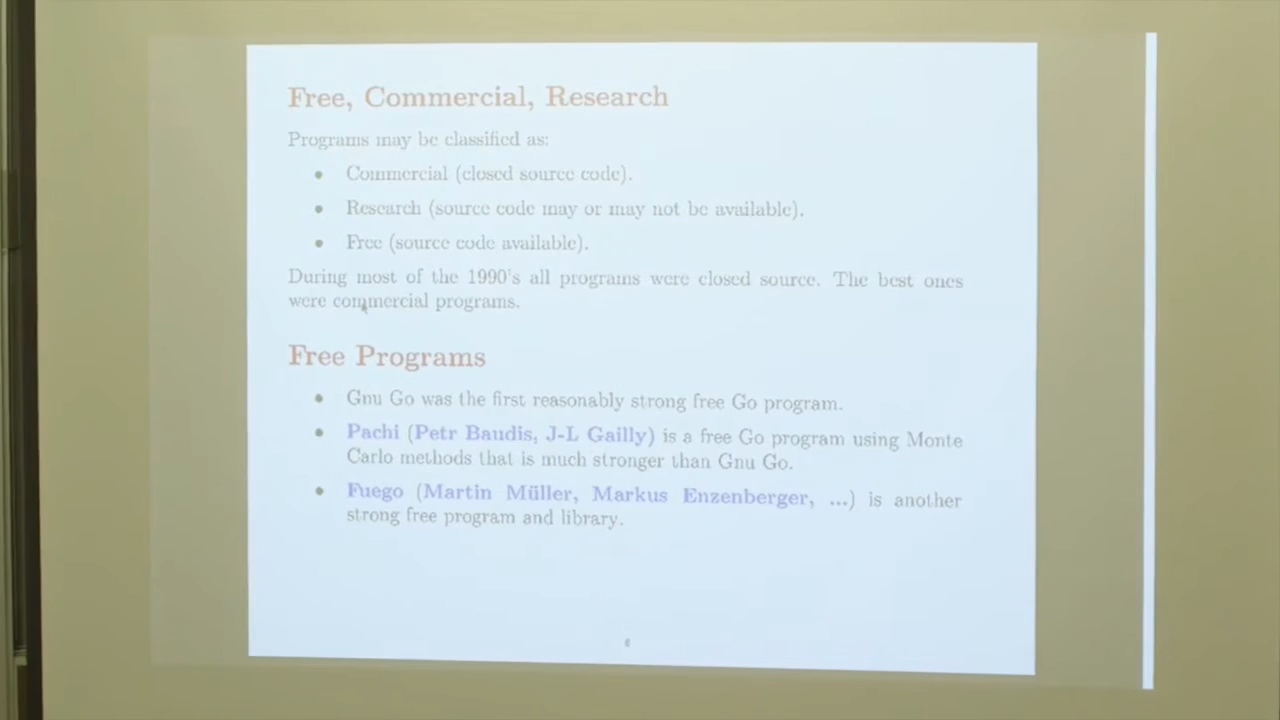 Free, Commercial, Research
Programs may be classified as:
• Commercial (closed source code).
• Research (source code may or may not be available).
• Free (source code available).
During most of the 1990's all programs were closed source. The best ones
were commercial programs.
Free Programs
• Gnu Go was the first reasonably strong free Go program.
• Pachi (Petr Baudis, J-L Gailly) is a free Go program using Monte
Carlo methods that is much stronger than Gnu Go.
• Fuego (Martin Müller, Markus Enzenberger, ...) is another
strong free program and library.